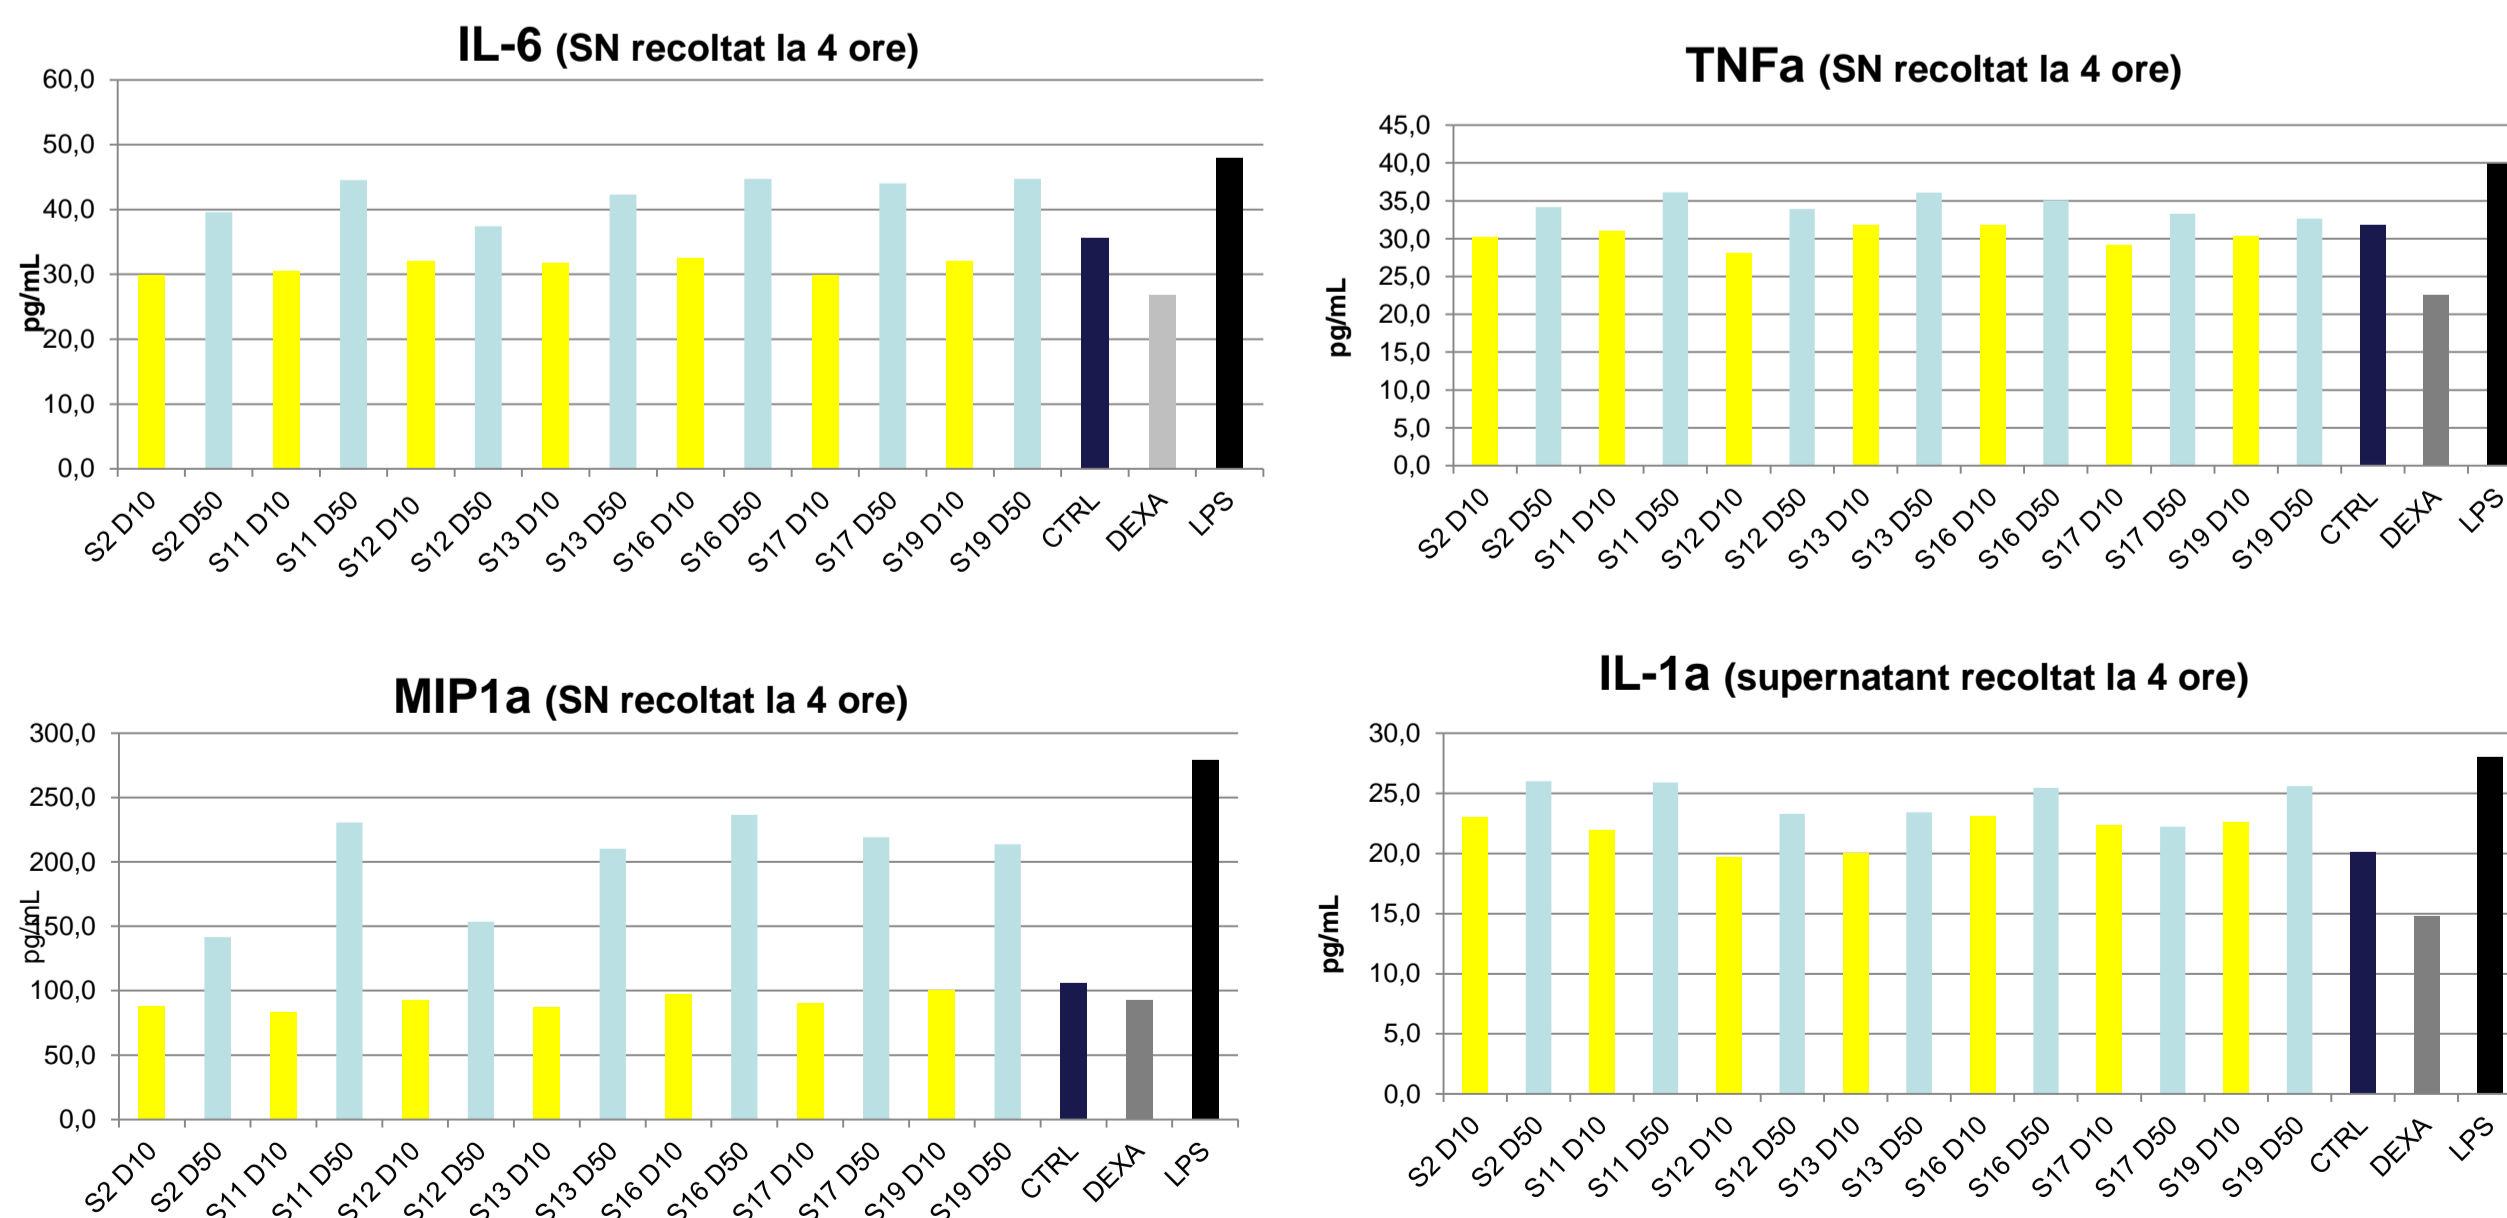 IL-6 (SN recoltat la 4 ore)
60,0
50,0
40,0
30,0
20,0
10,0
0,0
pg/mL
S2 D10
S2 D50
S11 D10
S11 D50
S12 D10
S12 D50
S13 D10
S13 D50
S16 D10
S16 D50
S17 D10
S17 D50
S19 D10
S19 D50
CTRL
DEXA
LPS
TNFa (SN recoltat la 4 ore)
45,0
40,0
35,0
30,0
25,0
20,0
15,0
10,0
5,0
0,0
pg/mL
S2 D10
S2 D50
S11 D10
S11 D50
S12 D10
S12 D50
S13 D10
S13 D50
S16 D10
S16 D50
S17 D10
S17 D50
S19 D10
S19 D50
CTRL
DEXA
LPS
MIP1a (SN recoltat la 4 ore)
300,0
250,0
200,0
150,0
100,0
50,0
0,0
pg/mL
S2 D10
S2 D50
S11 D10
S11 D50
S12 D10
S12 D50
S13 D10
S13 D50
S16 D10
S16 D50
S17 D10
S17 D50
S19 D10
S19 D50
CTRL
DEXA
LPS
IL-1a (supernatant recoltat la 4 ore)
30,0
25,0
20,0
15,0
10,0
5,0
0,0
pg/mL
S2 D10
S2 D50
S11 D10
S11 D50
S12 D10
S12 D50
S13 D10
S13 D50
S16 D10
S16 D50
S17 D10
S17 D50
S19 D10
S19 D50
CTRL
DEXA
LPS